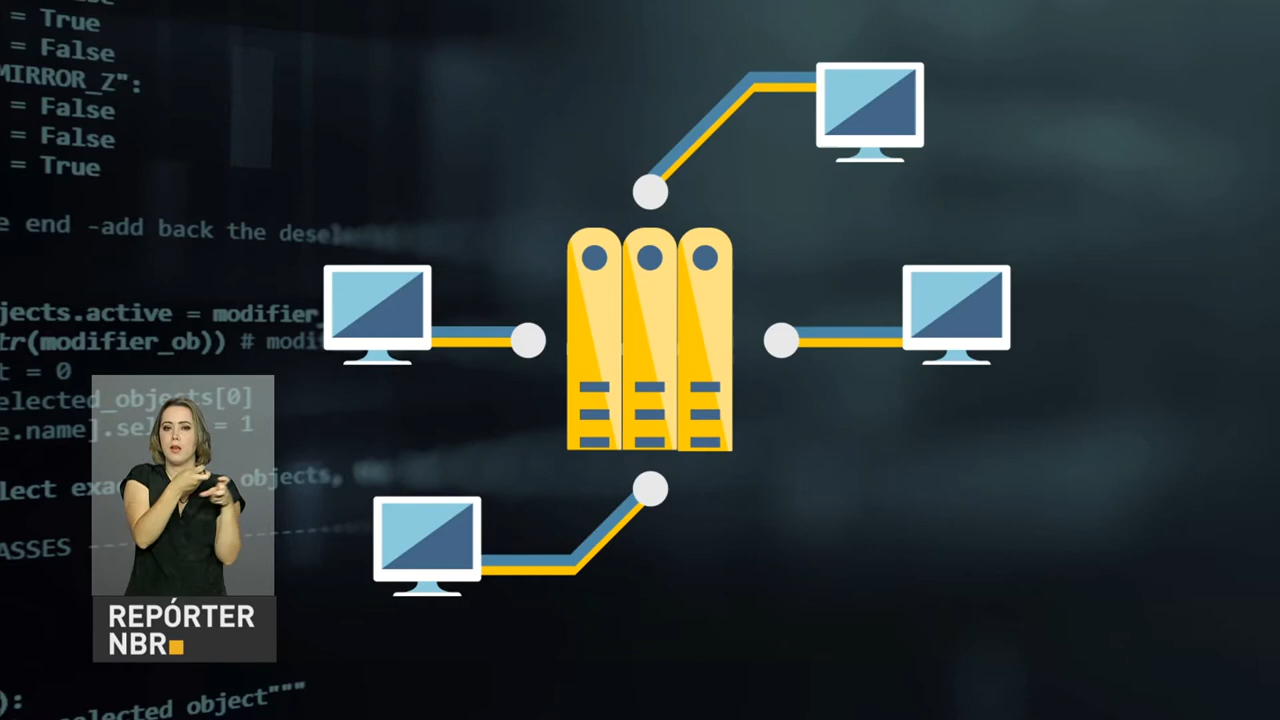 = True
= False
MIRROR_Z":
= False
= False
= True
end -add back the
jects.active = modifier_
tr(modifier_ob)) # modi
t = 0
elected_objects[0]
e.name].sel = 1
lect exa objects,
ASSES
REPÓRTER
NBR
):
elected object"""